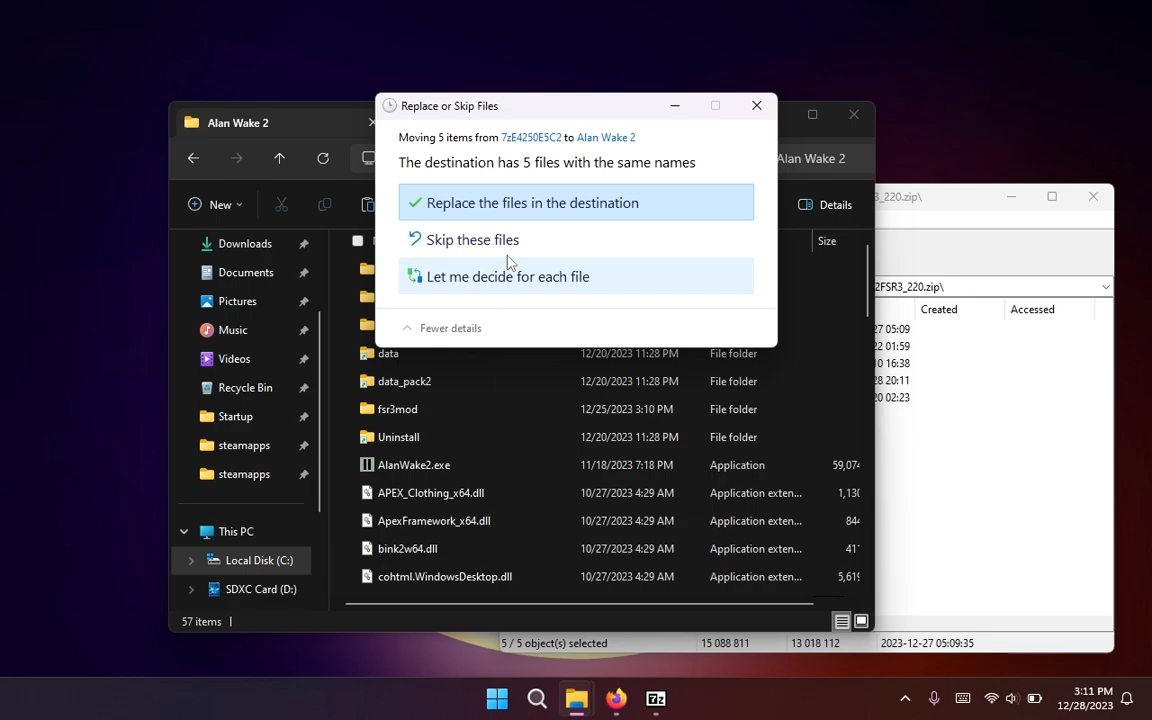 Replace or Skip Files
Moving 5 items from 7zE4250E5C2 to Alan Wake 2
The destination has 5 files with the same names
Replace the files in the destination
Skip these files
Let me decide for each file
Fewer details
Alan Wake 2
Alan Wake 2
New
Details
Size
Downloads
Documents
Pictures
Music
Videos
Recycle Bin
Startup
steamapps
steamapps
This PC
Local Disk (C:)
SDXC Card (D:)
data 12/20/2023 11:28 PM File folder
data_pack2 12/20/2023 11:28 PM File folder
fsr3mod 12/25/2023 3:10 PM File folder
Uninstall 12/20/2023 11:28 PM File folder
AlanWake2.exe 11/18/2023 7:18 PM Application 59,074
APEX_Clothing_x64.dll 10/27/2023 4:29 AM Application exten... 1,130
ApexFramework_x64.dll 10/27/2023 4:29 AM Application exten... 844
bink2w64.dll 10/27/2023 4:29 AM Application exten... 411
cohtml.WindowsDesktop.dll 10/27/2023 4:29 AM Application exten... 5,619
57 items
3_220.zip\
2FSR3_220.zip\
Created Accessed
27 05:09
22 01:59
10 16:38
28 20:11
20 02:23
5 / 5 object(s) selected 15 088 811 13 018 112 2023-12-27 05:09:35
7z
3:11 PM
12/28/2023